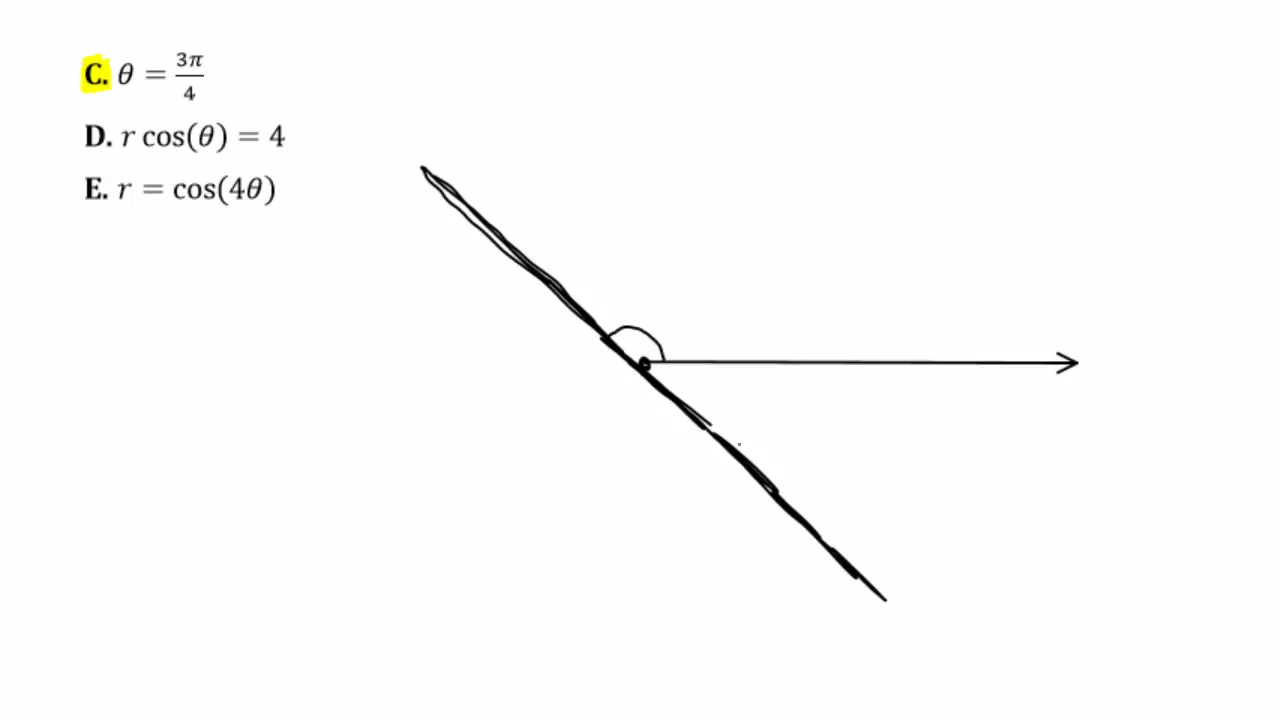 C. θ = 3π/4
D. r cos(θ) = 4
E. r = cos(4θ)